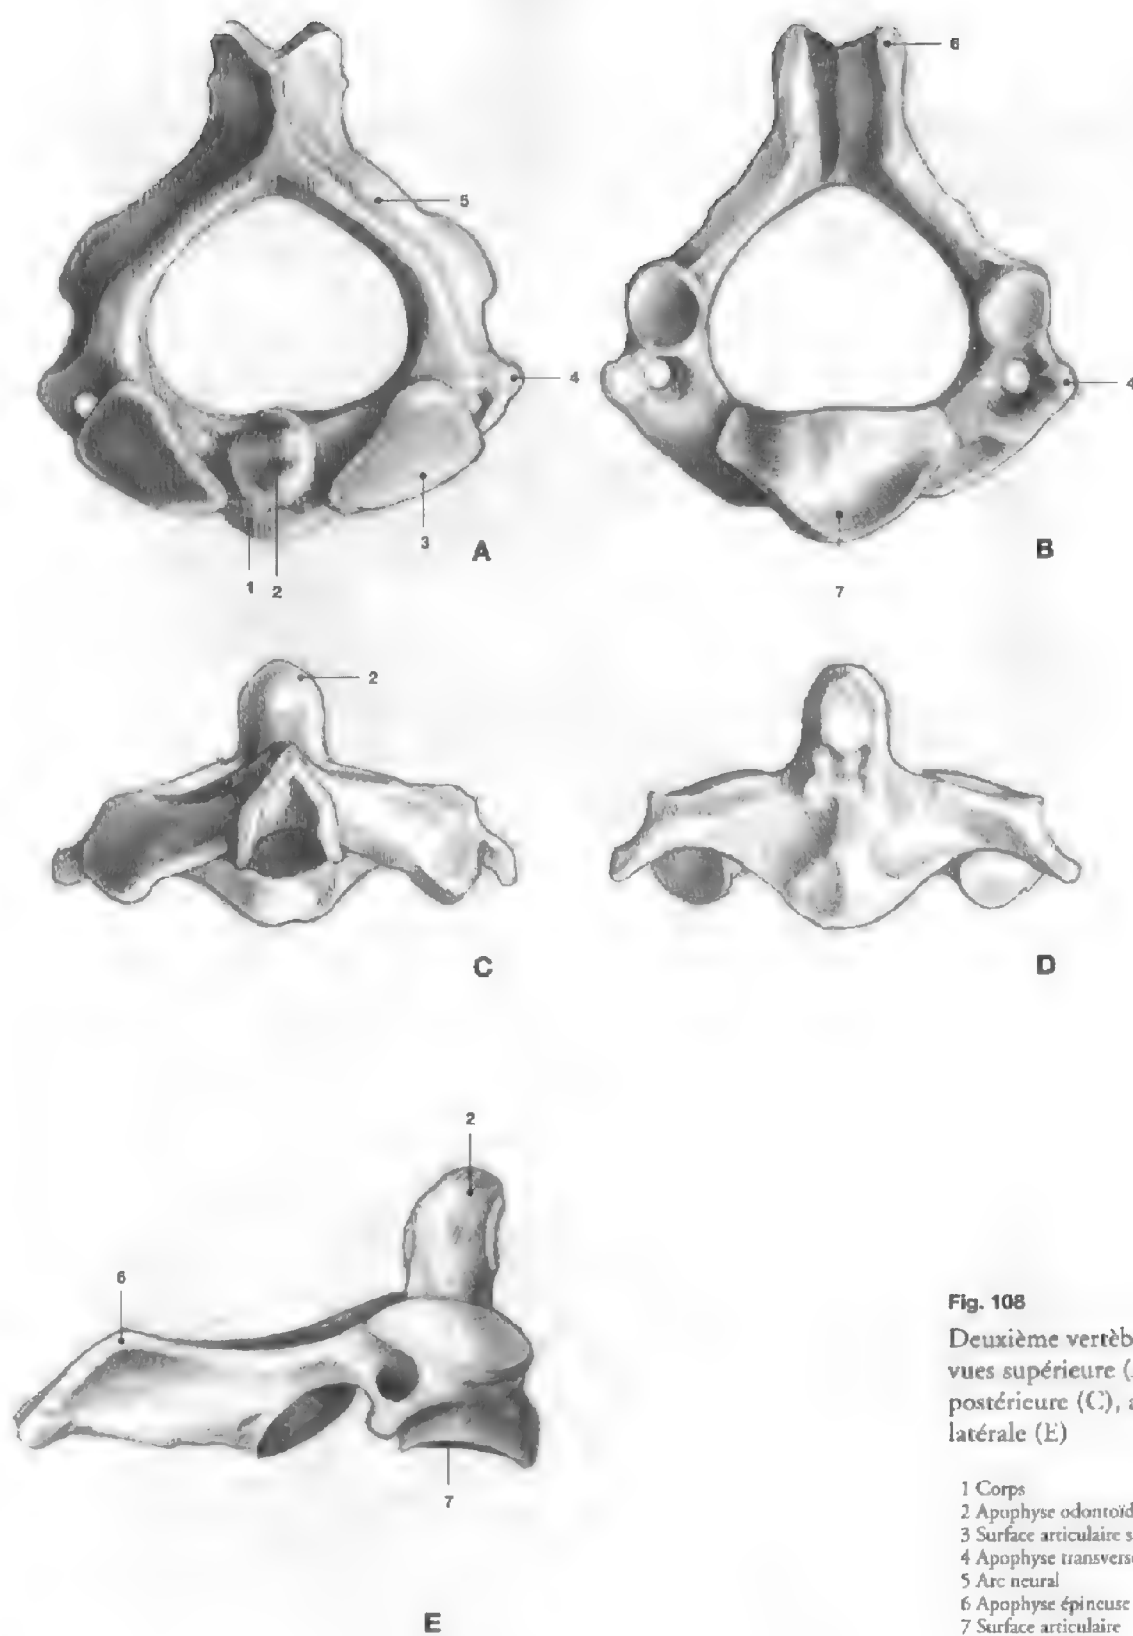 6
5
4
4
3
A
B
1 2
7
2
C
D
2
6
Fig. 108
Deuxième vertèb
vues supérieure (
postérieure (C), a
latérale (E)
7
1 Corps
2 Apophyse odontoïd
3 Surface articulaire s
4 Apophyse transvers
5 Arc neural
6 Apophyse épineuse
7 Surface articulaire
E